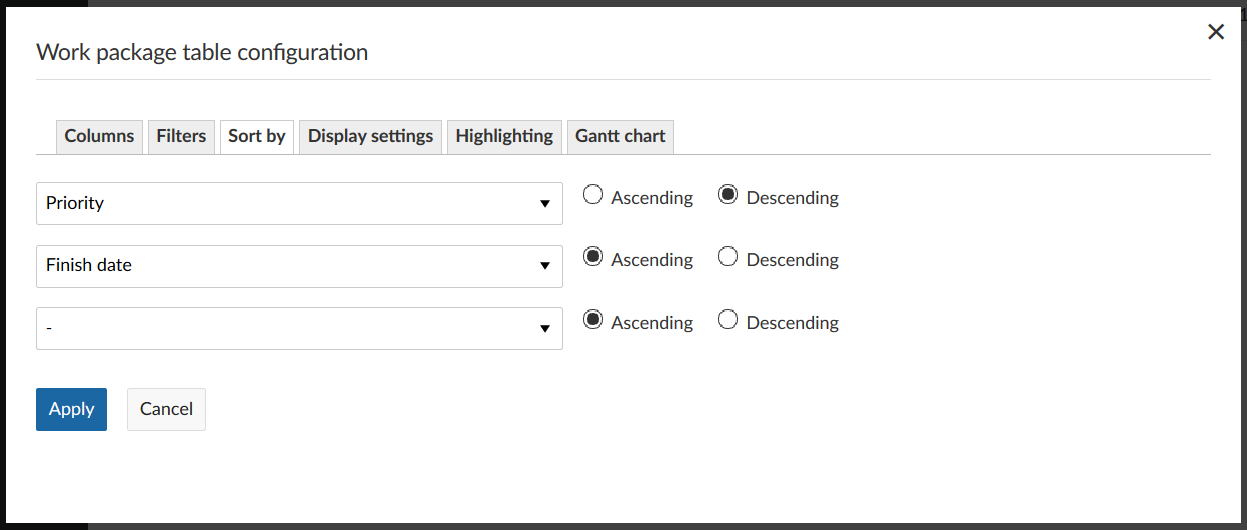 Work package table configuration
Columns Filters Sort by Display settings Highlighting Gantt chart
Priority Ascending Descending
Finish date Ascending Descending
- Ascending Descending
Apply Cancel